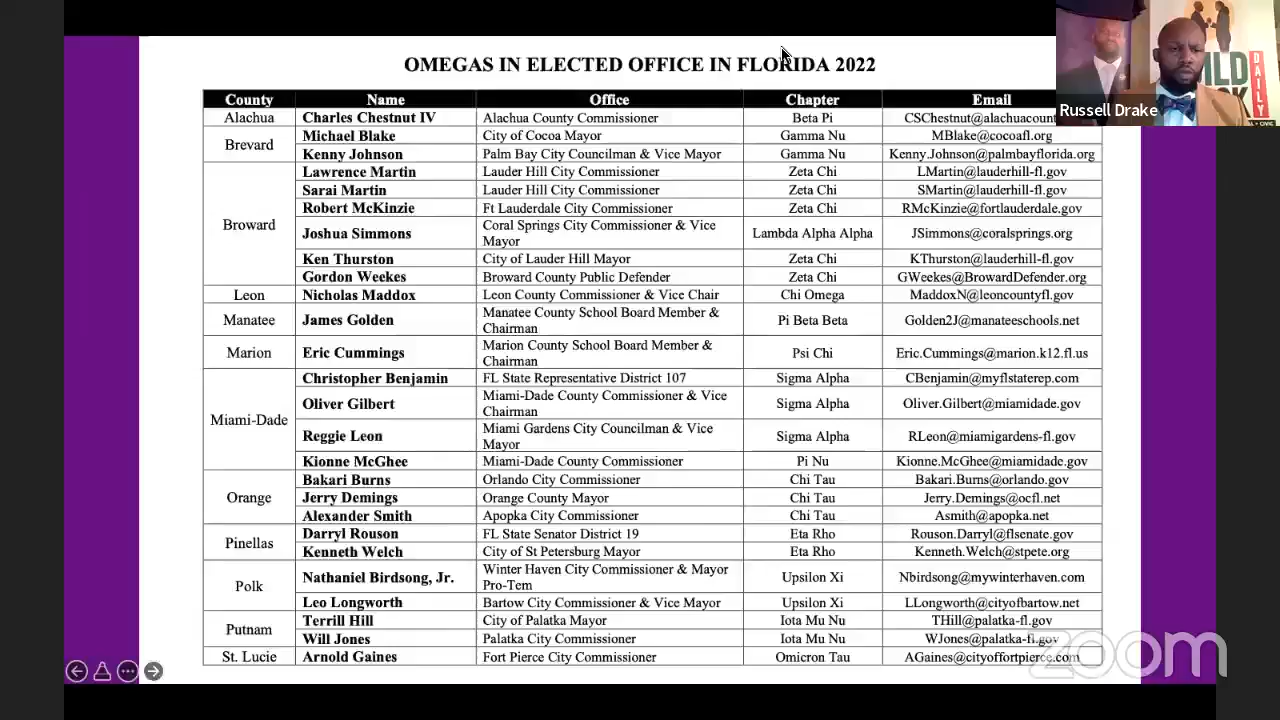 OMEGAS IN ELECTED OFFICE IN FLORIDA 2022
County Name Office Chapter Email
Alachua Charles Chestnut IV Alachua County Commissioner Beta Pi CSChestnut@alachuacount
Brevard Michael Blake City of Cocoa Mayor Gamma Nu MBlake@cocoafl.org
Kenny Johnson Palm Bay City Councilman & Vice Mayor Gamma Nu Kenny.Johnson@palmbayflorida.org
Broward Lawrence Martin Lauder Hill City Commissioner Zeta Chi LMartin@lauderhill-fl.gov
Sarai Martin Lauder Hill City Commissioner Zeta Chi SMartin@lauderhill-fl.gov
Robert McKinzie Ft Lauderdale City Commissioner Zeta Chi RMcKinzie@fortlauderdale.gov
Joshua Simmons Coral Springs City Commissioner & Vice
Mayor Lambda Alpha Alpha JSimmons@coralsprings.org
Ken Thurston City of Lauder Hill Mayor Zeta Chi KThurston@lauderhill-fl.gov
Gordon Weekes Broward County Public Defender Zeta Chi GWeekes@BrowardDefender.org
Leon Nicholas Maddox Leon County Commissioner & Vice Chair Chi Omega MaddoxN@leoncountyfl.gov
Manatee James Golden Manatee County School Board Member &
Chairman Pi Beta Beta Golden2J@manateeschools.net
Marion Eric Cummings Marion County School Board Member &
Chairman Psi Chi Eric.Cummings@marion.k12.fl.us
Miami-Dade Christopher Benjamin FL State Representative District 107 Sigma Alpha CBenjamin@myflstaterep.com
Oliver Gilbert Miami-Dade County Commissioner & Vice
Chairman Sigma Alpha Oliver.Gilbert@miamidade.gov
Reggie Leon Miami Gardens City Councilman & Vice
Mayor Sigma Alpha RLeon@miamigardens-fl.gov
Kionne McGhee Miami-Dade County Commissioner Pi Nu Kionne.McGhee@miamidade.gov
Orange Bakari Burns Orlando City Commissioner Chi Tau Bakari.Burns@orlando.gov
Jerry Demings Orange County Mayor Chi Tau Jerry.Demings@ocfl.net
Alexander Smith Apopka City Commissioner Chi Tau Asmith@apopka.net
Pinellas Darryl Rouson FL State Senator District 19 Eta Rho Rouson.Darryl@flsenate.gov
Kenneth Welch City of St Petersburg Mayor Eta Rho Kenneth.Welch@stpete.org
Polk Nathaniel Birdsong, Jr. Winter Haven City Commissioner & Mayor
Pro-Tem Upsilon Xi Nbirdsong@mywinterhaven.com
Leo Longworth Bartow City Commissioner & Vice Mayor Upsilon Xi LLongworth@cityofbartow.net
Putnam Terrill Hill City of Palatka Mayor Iota Mu Nu THill@palatka-fl.gov
Will Jones Palatka City Commissioner Iota Mu Nu WJones@palatka-fl.gov
St. Lucie Arnold Gaines Fort Pierce City Commissioner Omicron Tau AGaines@cityoffortpierce.com
Russell Drake
DAILY
zoom